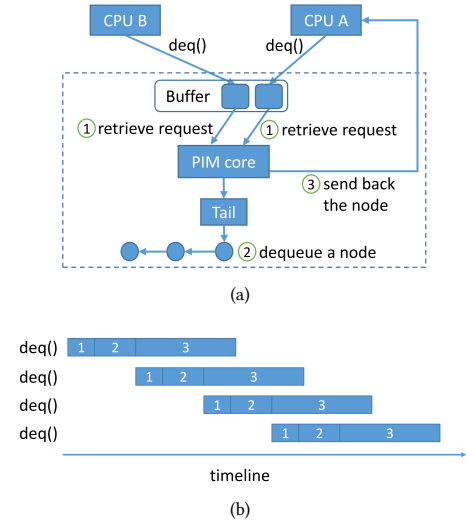 CPU B
CPU A
deq()
deq()
Buffer
1 retrieve request
1 retrieve request
PIM core
3 send back
the node
Tail
2 dequeue a node
(a)
deq() 1 2 3
deq() 1 2 3
deq() 1 2 3
deq() 1 2 3
timeline
(b)